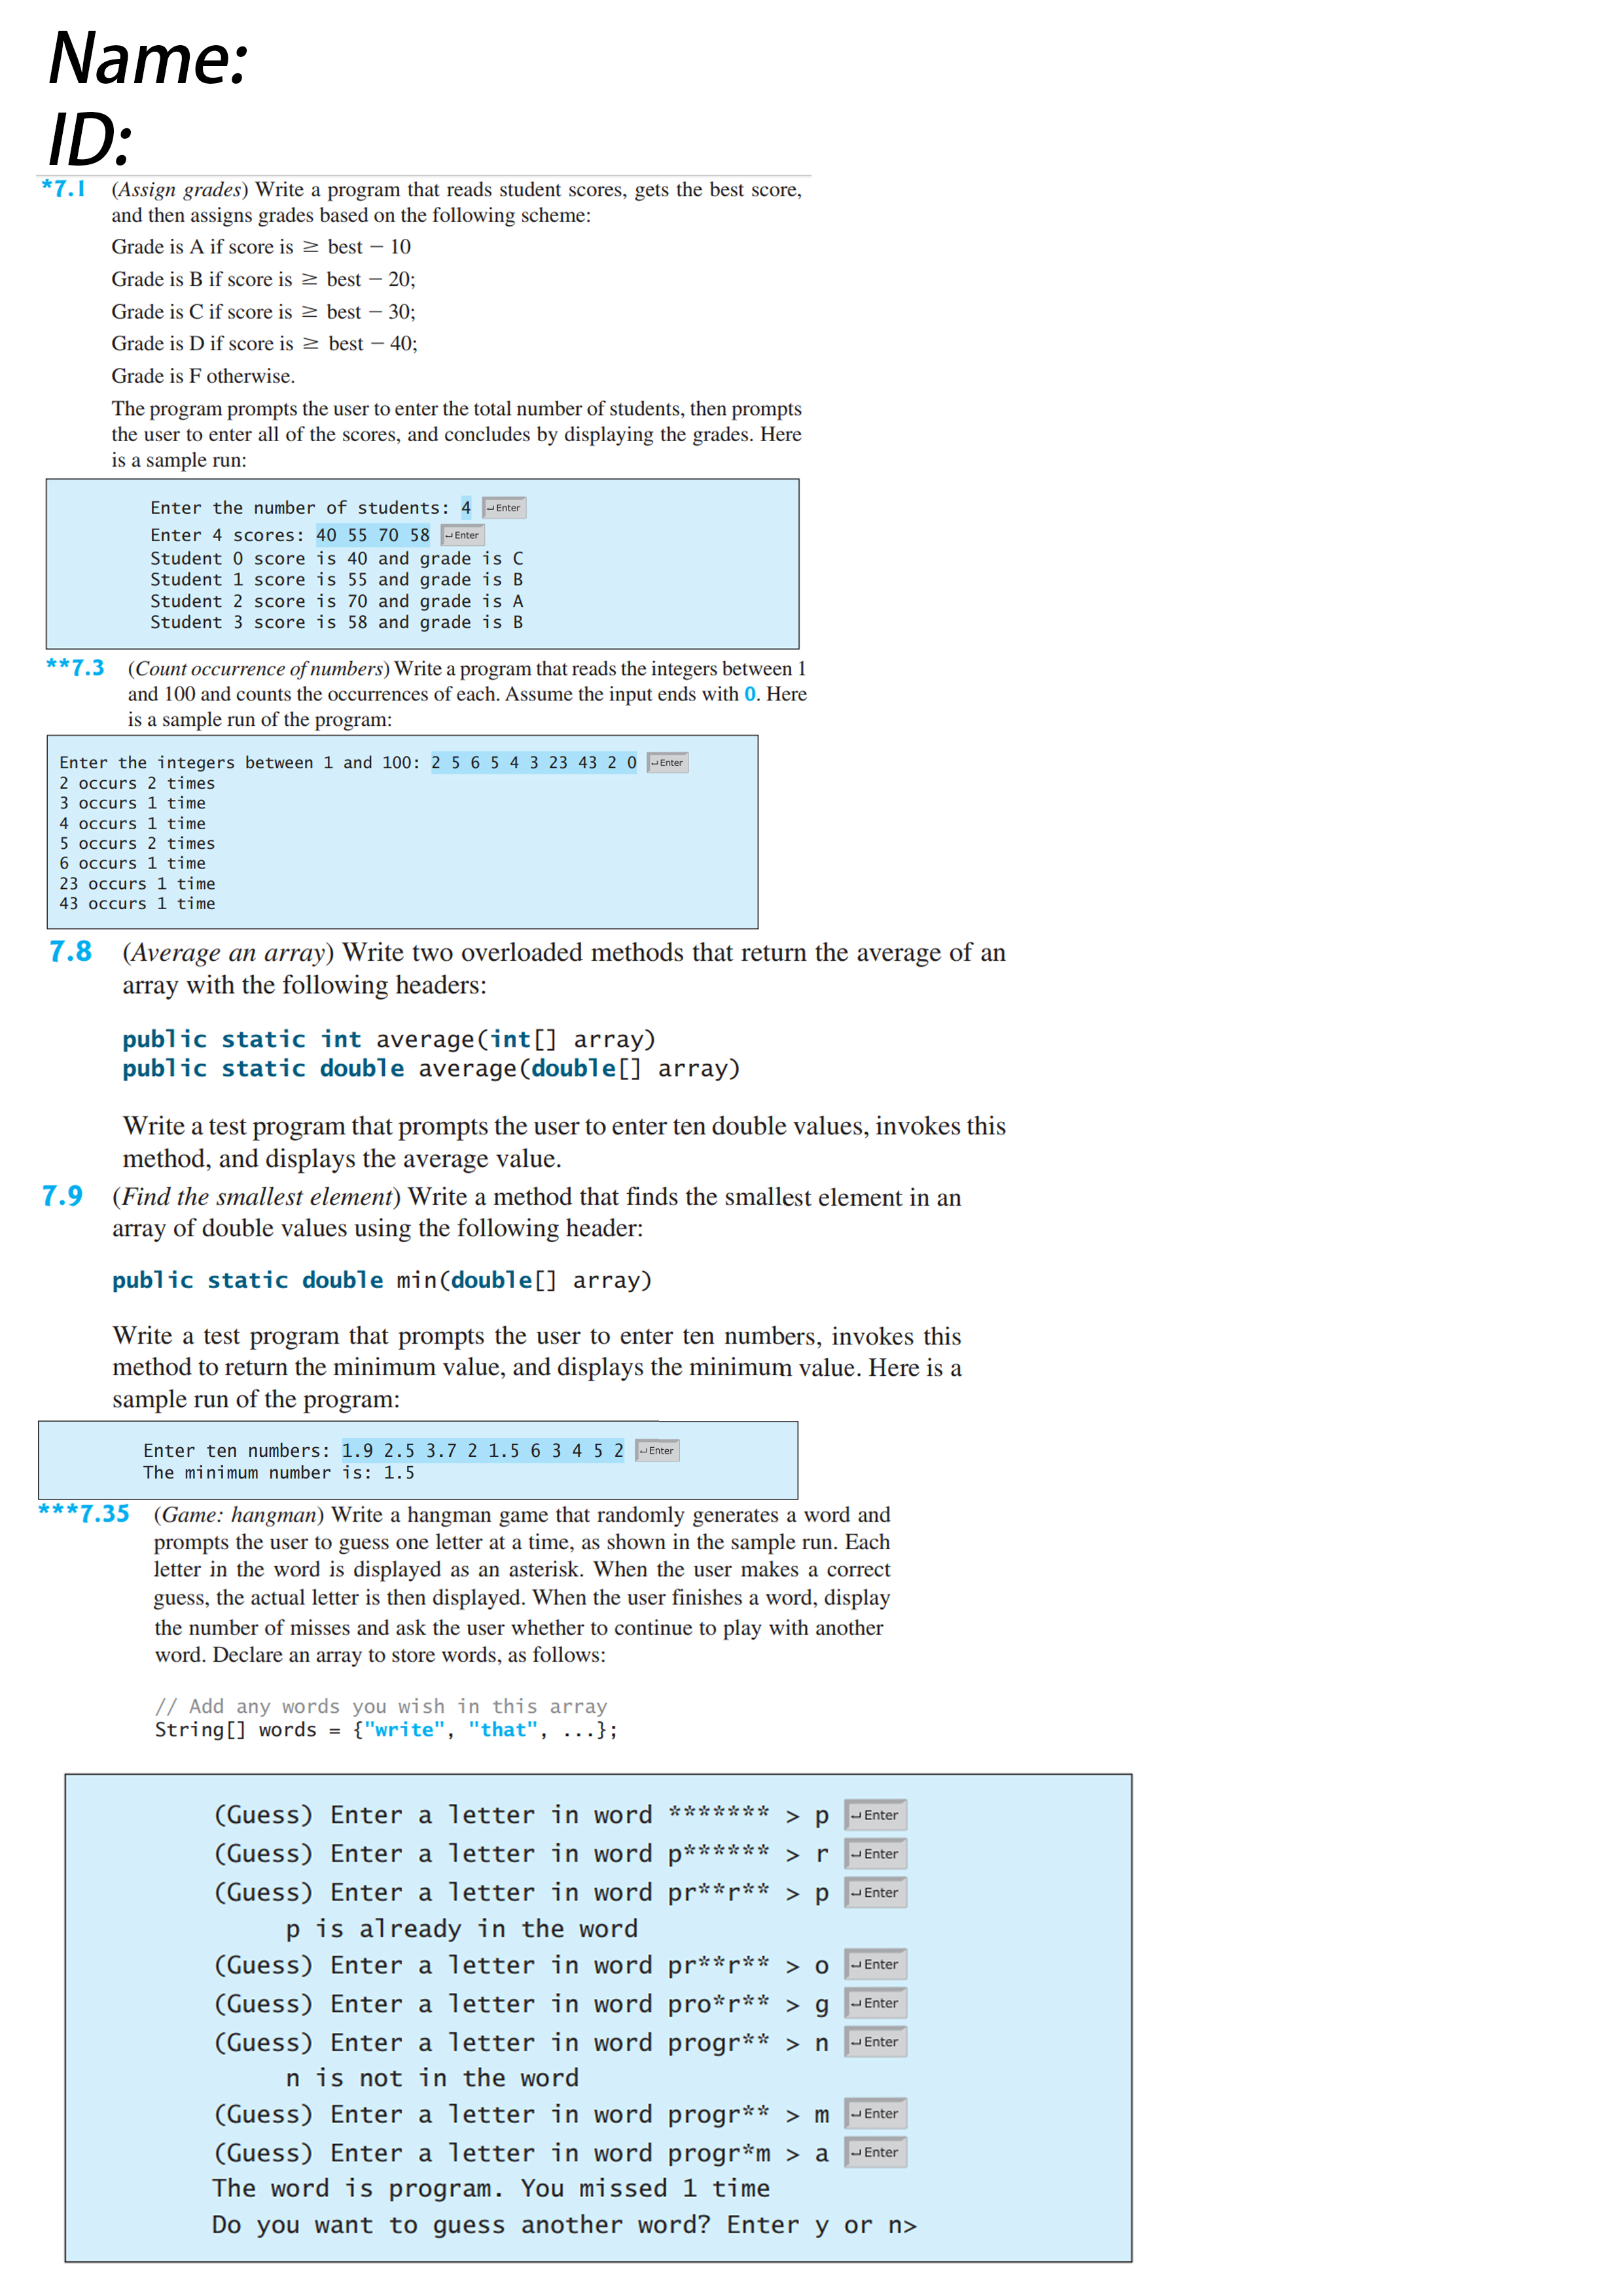 Name:
ID:
*7.1 (Assign grades) Write a program that reads student scores, gets the best score,
and then assigns grades based on the following scheme:
Grade is A if score is ≥ best − 10
Grade is B if score is ≥ best − 20;
Grade is C if score is ≥ best − 30;
Grade is D if score is ≥ best − 40;
Grade is F otherwise.
The program prompts the user to enter the total number of students, then prompts
the user to enter all of the scores, and concludes by displaying the grades. Here
is a sample run:
Enter the number of students: 4 ↵Enter
Enter 4 scores: 40 55 70 58 ↵Enter
Student 0 score is 40 and grade is C
Student 1 score is 55 and grade is B
Student 2 score is 70 and grade is A
Student 3 score is 58 and grade is B
**7.3 (Count occurrence of numbers) Write a program that reads the integers between 1
and 100 and counts the occurrences of each. Assume the input ends with 0. Here
is a sample run of the program:
Enter the integers between 1 and 100: 2 5 6 5 4 3 23 43 2 0 ↵Enter
2 occurs 2 times
3 occurs 1 time
4 occurs 1 time
5 occurs 2 times
6 occurs 1 time
23 occurs 1 time
43 occurs 1 time
7.8 (Average an array) Write two overloaded methods that return the average of an
array with the following headers:
public static int average(int[] array)
public static double average(double[] array)
Write a test program that prompts the user to enter ten double values, invokes this
method, and displays the average value.
7.9 (Find the smallest element) Write a method that finds the smallest element in an
array of double values using the following header:
public static double min(double[] array)
Write a test program that prompts the user to enter ten numbers, invokes this
method to return the minimum value, and displays the minimum value. Here is a
sample run of the program:
Enter ten numbers: 1.9 2.5 3.7 2 1.5 6 3 4 5 2 ↵Enter
The minimum number is: 1.5
***7.35 (Game: hangman) Write a hangman game that randomly generates a word and
prompts the user to guess one letter at a time, as shown in the sample run. Each
letter in the word is displayed as an asterisk. When the user makes a correct
guess, the actual letter is then displayed. When the user finishes a word, display
the number of misses and ask the user whether to continue to play with another
word. Declare an array to store words, as follows:
// Add any words you wish in this array
String[] words = {"write", "that", ...};
(Guess) Enter a letter in word ******* > p ↵Enter
(Guess) Enter a letter in word p****** > r ↵Enter
(Guess) Enter a letter in word pr**r** > p ↵Enter
p is already in the word
(Guess) Enter a letter in word pr**r** > o ↵Enter
(Guess) Enter a letter in word pro*r** > g ↵Enter
(Guess) Enter a letter in word progr** > n ↵Enter
n is not in the word
(Guess) Enter a letter in word progr** > m ↵Enter
(Guess) Enter a letter in word progr*m > a ↵Enter
The word is program. You missed 1 time
Do you want to guess another word? Enter y or n>